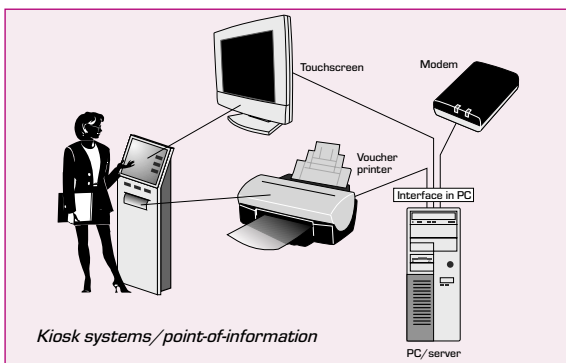 Touchscreen
Modem
Voucher
printer
Interface in PC
Kiosk systems/point-of-information
PC/server